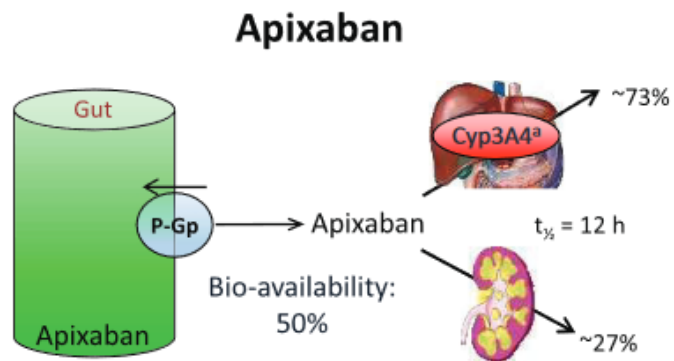 Apixaban
Gut
~73%
Cyp3A4ᵃ
P-Gp
Apixaban
t½ = 12 h
Bio-availability:
50%
Apixaban
~27%